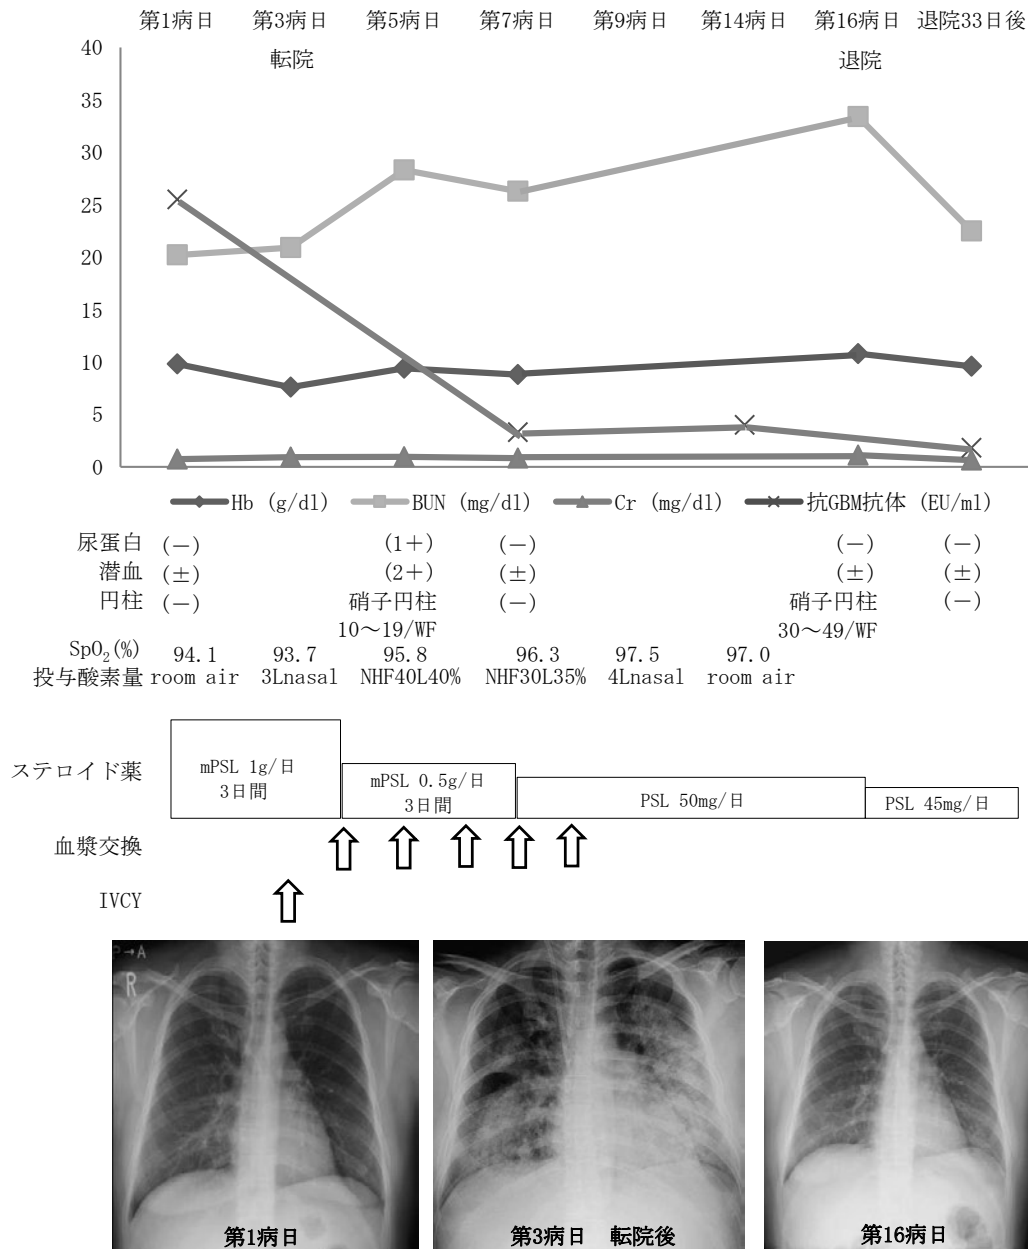 第1病日 第3病日 第5病日 第7病日 第9病日 第14病日 第16病日 退院33日後
転院 退院
40
35
30
25
20
15
10
5
0
Hb (g/dl) BUN (mg/dl) Cr (mg/dl) 抗GBM抗体 (EU/ml)
尿蛋白 (−) (1+) (−) (−) (−)
潜血 (±) (2+) (±) (±) (±)
円柱 (−) 硝子円柱 (−) 硝子円柱 (−)
10〜19/WF 30〜49/WF
SpO₂(%) 94.1 93.7 95.8 96.3 97.5 97.0
投与酸素量 room air 3Lnasal NHF40L40% NHF30L35% 4Lnasal room air
ステロイド薬
mPSL 1g/日
3日間
mPSL 0.5g/日
3日間
PSL 50mg/日
PSL 45mg/日
血漿交換
IVCY
P→A
R
第1病日
第3病日 転院後
第16病日